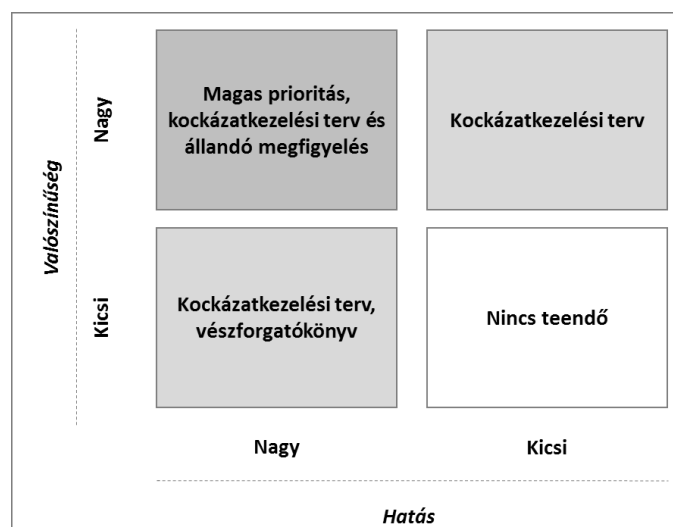 Valószínűség
Nagy
Magas prioritás,
kockázatkezelési terv és
állandó megfigyelés
Kockázatkezelési terv
Kicsi
Kockázatkezelési terv,
vészforgatókönyv
Nincs teendő
Nagy
Kicsi
Hatás